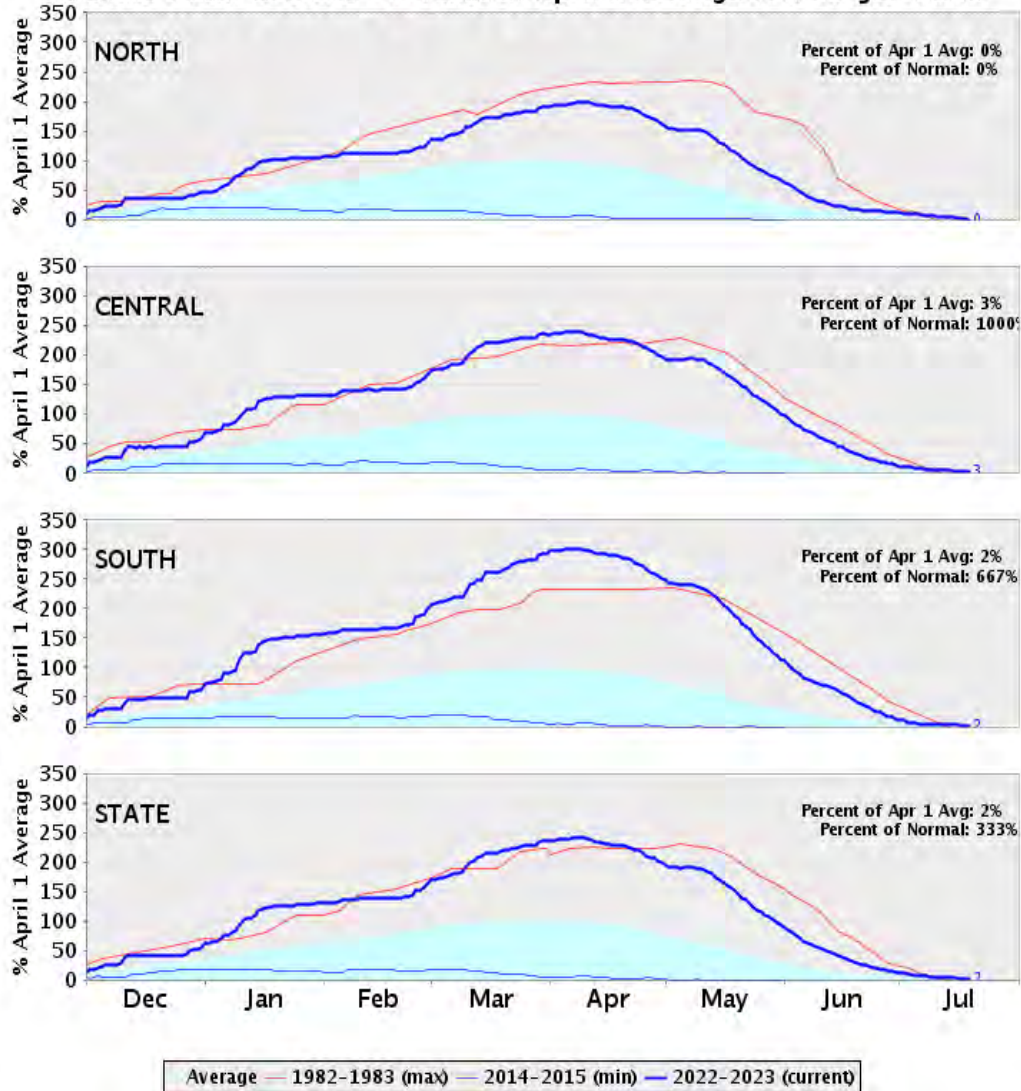 350
300
250
200
150
100
50
0
% April 1 Average
NORTH
Percent of Apr 1 Avg: 0%
Percent of Normal: 0%
0
350
300
250
200
150
100
50
0
% April 1 Average
CENTRAL
Percent of Apr 1 Avg: 3%
Percent of Normal: 1000%
3
350
300
250
200
150
100
50
0
% April 1 Average
SOUTH
Percent of Apr 1 Avg: 2%
Percent of Normal: 667%
2
350
300
250
200
150
100
50
0
% April 1 Average
STATE
Percent of Apr 1 Avg: 2%
Percent of Normal: 333%
2
Dec Jan Feb Mar Apr May Jun Jul
Average 1982-1983 (max) 2014-2015 (min) 2022-2023 (current)